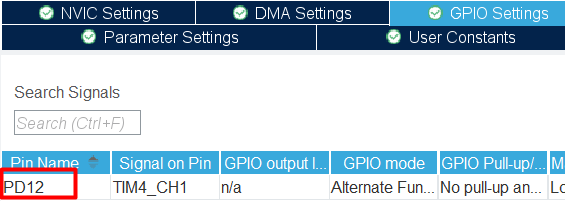 NVIC Settings DMA Settings GPIO Settings
Parameter Settings User Constants
Search Signals
Search (Ctrl+F)
Pin Name Signal on Pin GPIO output l... GPIO mode GPIO Pull-up/... M
PD12 TIM4_CH1 n/a Alternate Fun... No pull-up an... Lo